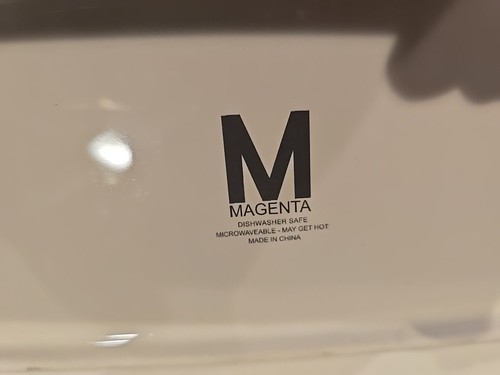 M
MAGENTA
DISHWASHER SAFE
MICROWAVEABLE - MAY GET HOT
MADE IN CHINA